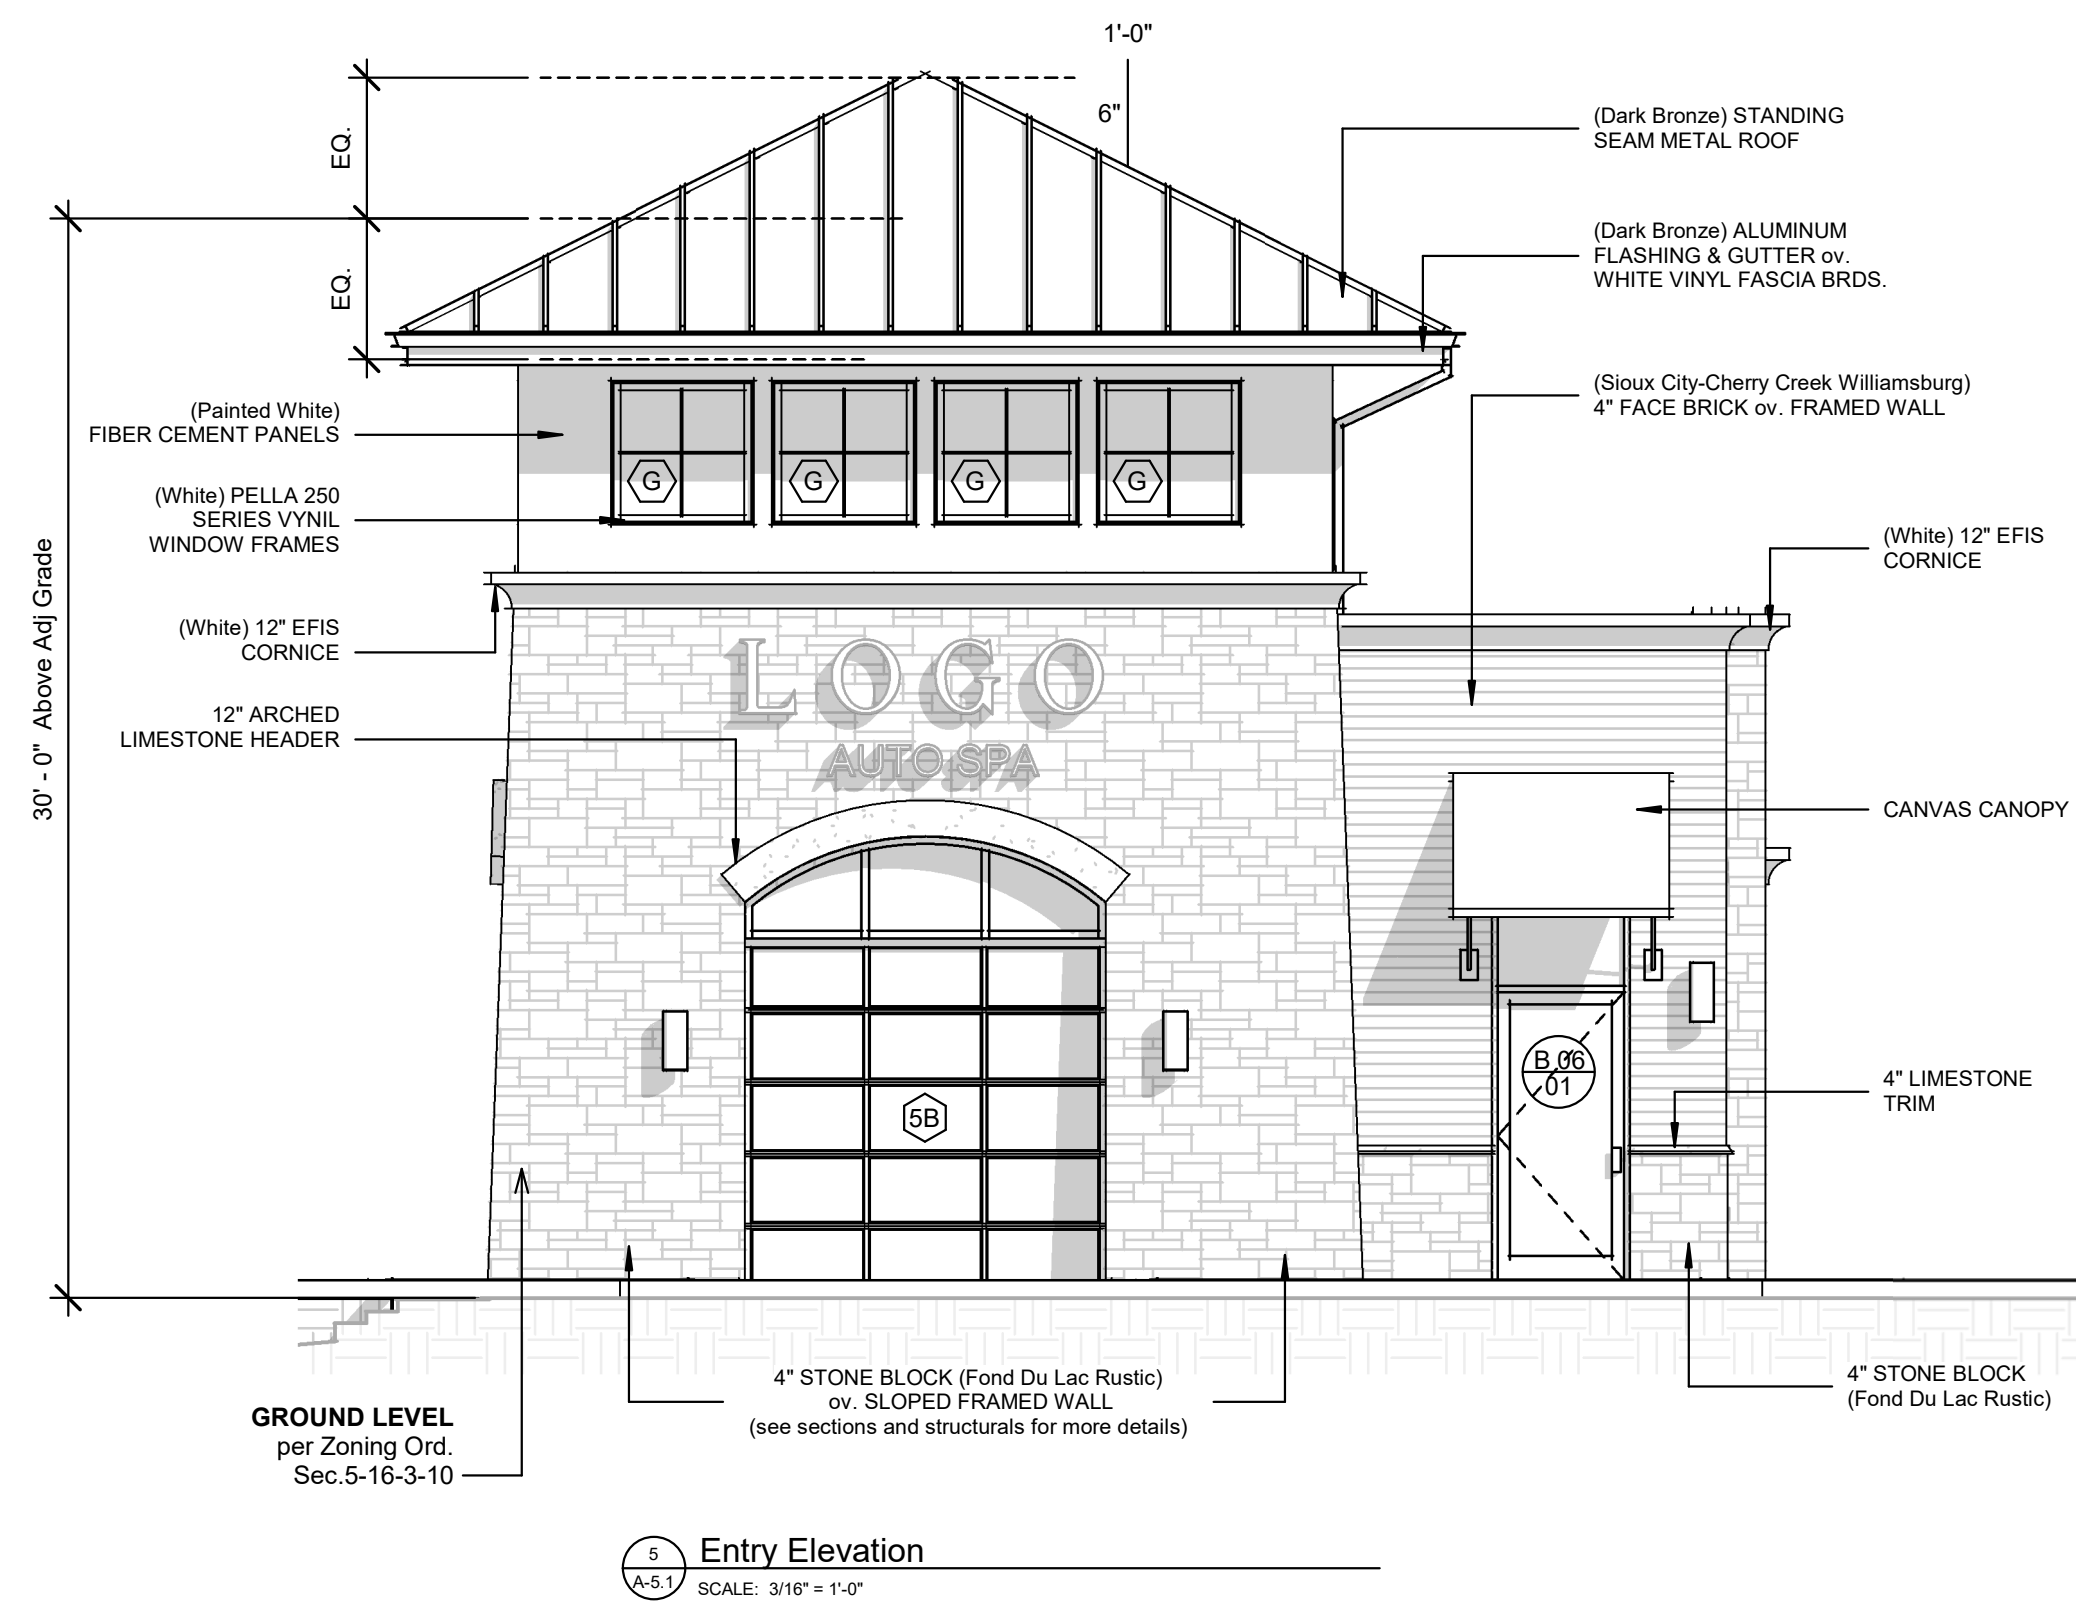 1'-0"
6"
EQ.
EQ.
30' - 0" Above Adj Grade
(Dark Bronze) STANDING
SEAM METAL ROOF
(Dark Bronze) ALUMINUM
FLASHING & GUTTER ov.
WHITE VINYL FASCIA BRDS.
(Sioux City-Cherry Creek Williamsburg)
4" FACE BRICK ov. FRAMED WALL
(Painted White)
FIBER CEMENT PANELS
(White) PELLA 250
SERIES VYNIL
WINDOW FRAMES
G
G
G
G
(White) 12" EFIS
CORNICE
(White) 12" EFIS
CORNICE
12" ARCHED
LIMESTONE HEADER
LOGO
AUTO SPA
CANVAS CANOPY
B.06
01
5B
4" LIMESTONE
TRIM
4" STONE BLOCK (Fond Du Lac Rustic)
ov. SLOPED FRAMED WALL
(see sections and structurals for more details)
4" STONE BLOCK
(Fond Du Lac Rustic)
GROUND LEVEL
per Zoning Ord.
Sec.5-16-3-10
5
A-5.1
Entry Elevation
SCALE: 3/16" = 1'-0"